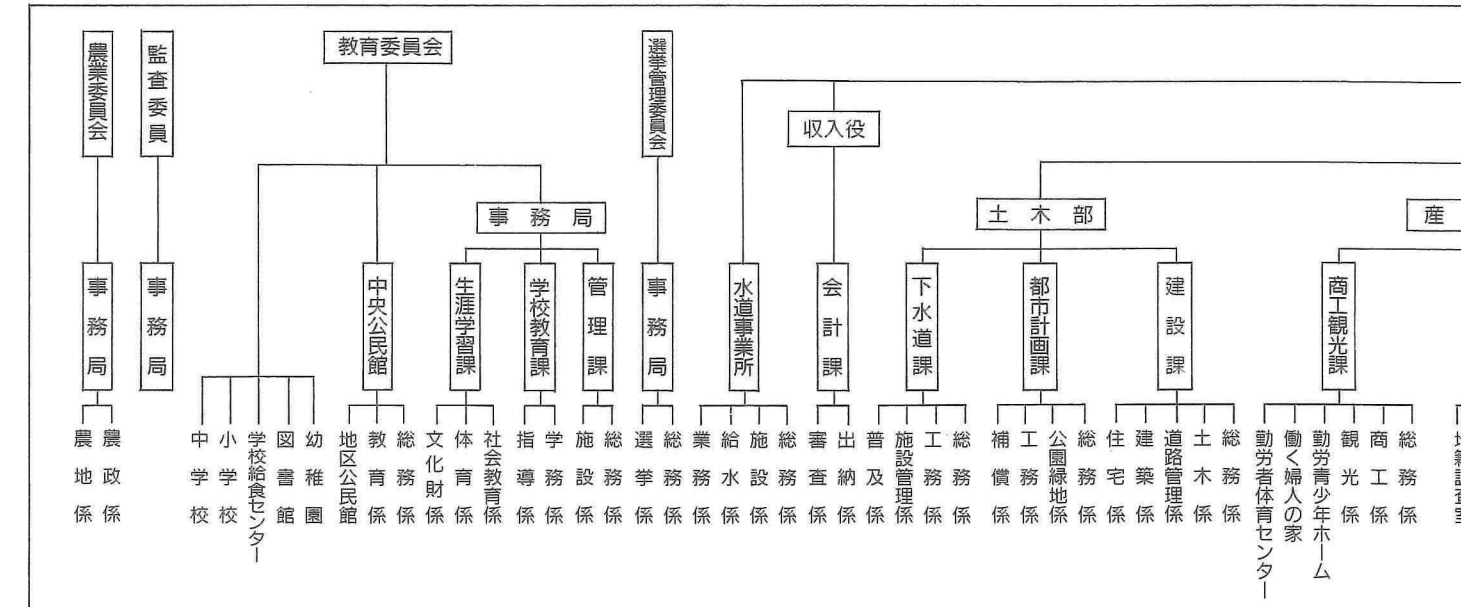 教育委員会
農業委員会
監査委員
選挙管理委員会
収入役
事務局
土木部
産
事務局
事務局
中央公民館
生涯学習課
学校教育課
管理課
事務局
水道事業所
会計課
下水道課
都市計画課
建設課
商工観光課
農地係
農政係
中学校
小学校
学校給食センター
図書館
幼稚園
地区公民館
教育係
総務係
文化財係
体育係
社会教育係
指導係
学務係
施設係
総務係
選挙係
総務係
業務係
給水係
施設係
総務係
審査係
出納係
普及係
施設管理係
工務係
総務係
補償係
工務係
公園緑地係
総務係
住宅係
建築係
道路管理係
土木係
総務係
勤労者体育センター
働く婦人の家
勤労青少年ホーム
観光係
商工係
総務係